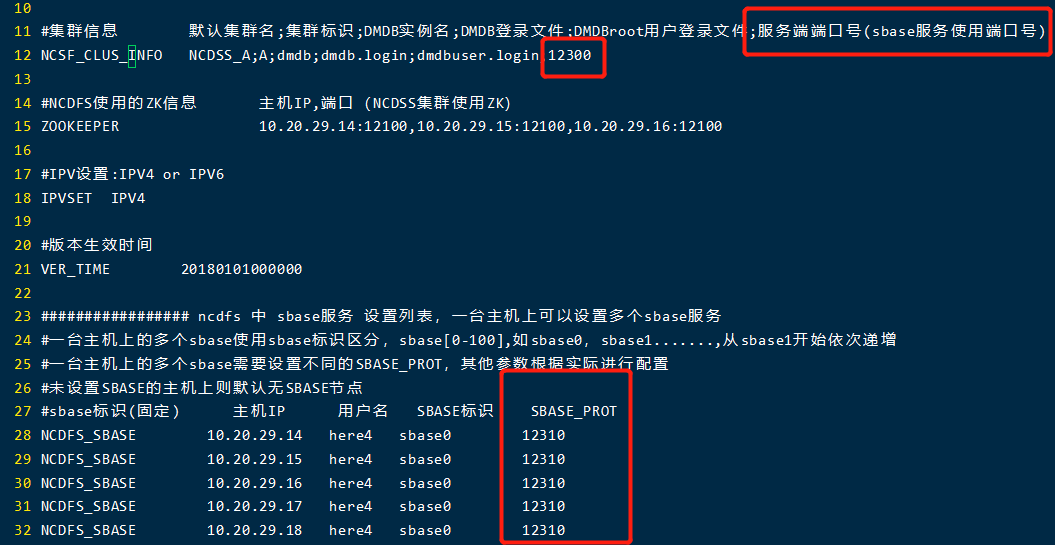 10
11 #集群信息 默认集群名;集群标识;DMDB实例名;DMDB登录文件;DMDBroot用户登录文件;服务端端口号(sbase服务使用端口号)
12 NCSF_CLUS_INFO NCDSS_A;A;dmdb;dmdb.login;dmdbuser.login;12300
13
14 #NCDFS使用的ZK信息 主机IP,端口 (NCDSS集群使用ZK)
15 ZOOKEEPER 10.20.29.14:12100,10.20.29.15:12100,10.20.29.16:12100
16
17 #IPV设置:IPV4 or IPV6
18 IPVSET IPV4
19
20 #版本生效时间
21 VER_TIME 20180101000000
22
23 ################# ncdfs 中 sbase服务 设置列表，一台主机上可以设置多个sbase服务
24 #一台主机上的多个sbase使用sbase标识区分，sbase[0-100],如sbase0，sbase1.......,从sbase1开始依次递增
25 #一台主机上的多个sbase需要设置不同的SBASE_PROT，其他参数根据实际进行配置
26 #未设置SBASE的主机上则默认无SBASE节点
27 #sbase标识(固定) 主机IP 用户名 SBASE标识 SBASE_PROT
28 NCDFS_SBASE 10.20.29.14 here4 sbase0 12310
29 NCDFS_SBASE 10.20.29.15 here4 sbase0 12310
30 NCDFS_SBASE 10.20.29.16 here4 sbase0 12310
31 NCDFS_SBASE 10.20.29.17 here4 sbase0 12310
32 NCDFS_SBASE 10.20.29.18 here4 sbase0 12310